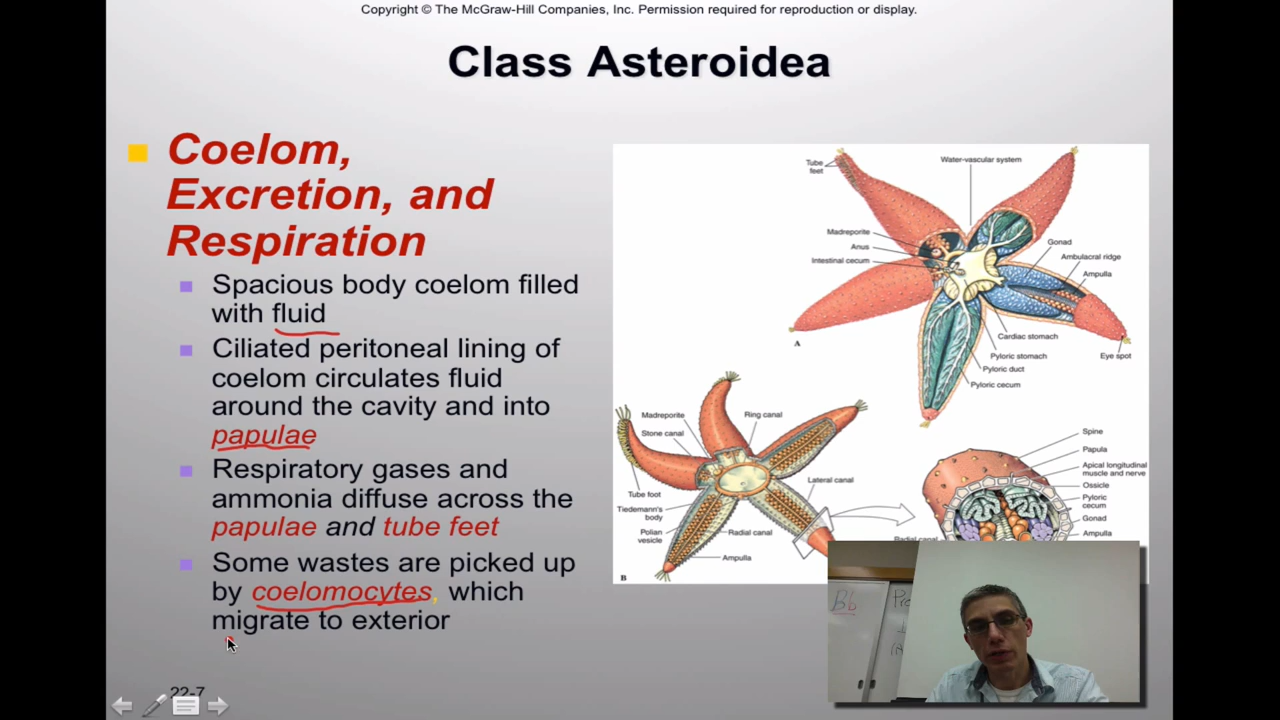 Copyright © The McGraw-Hill Companies, Inc. Permission required for reproduction or display.
Class Asteroidea
Coelom,
Excretion, and
Respiration
Spacious body coelom filled
with fluid
Ciliated peritoneal lining of
coelom circulates fluid
around the cavity and into
papulae
Respiratory gases and
ammonia diffuse across the
papulae and tube feet
Some wastes are picked up
by coelomocytes, which
migrate to exterior
22-7
Tube
feet
Water-vascular system
Madreporite
Anus
Intestinal cecum
Gonad
Ambulacral ridge
Ampulla
Cardiac stomach
Pyloric stomach
Pyloric duct
Pyloric cecum
Eye spot
A
Madreporite
Stone canal
Ring canal
Tube foot
Tiedemann's
body
Polian
vesicle
Lateral canal
Radial canal
Ampulla
B
Spine
Papula
Apical longitudinal
muscle and nerve
Ossicle
Pyloric
cecum
Gonad
Ampulla
Radial canal
Bb